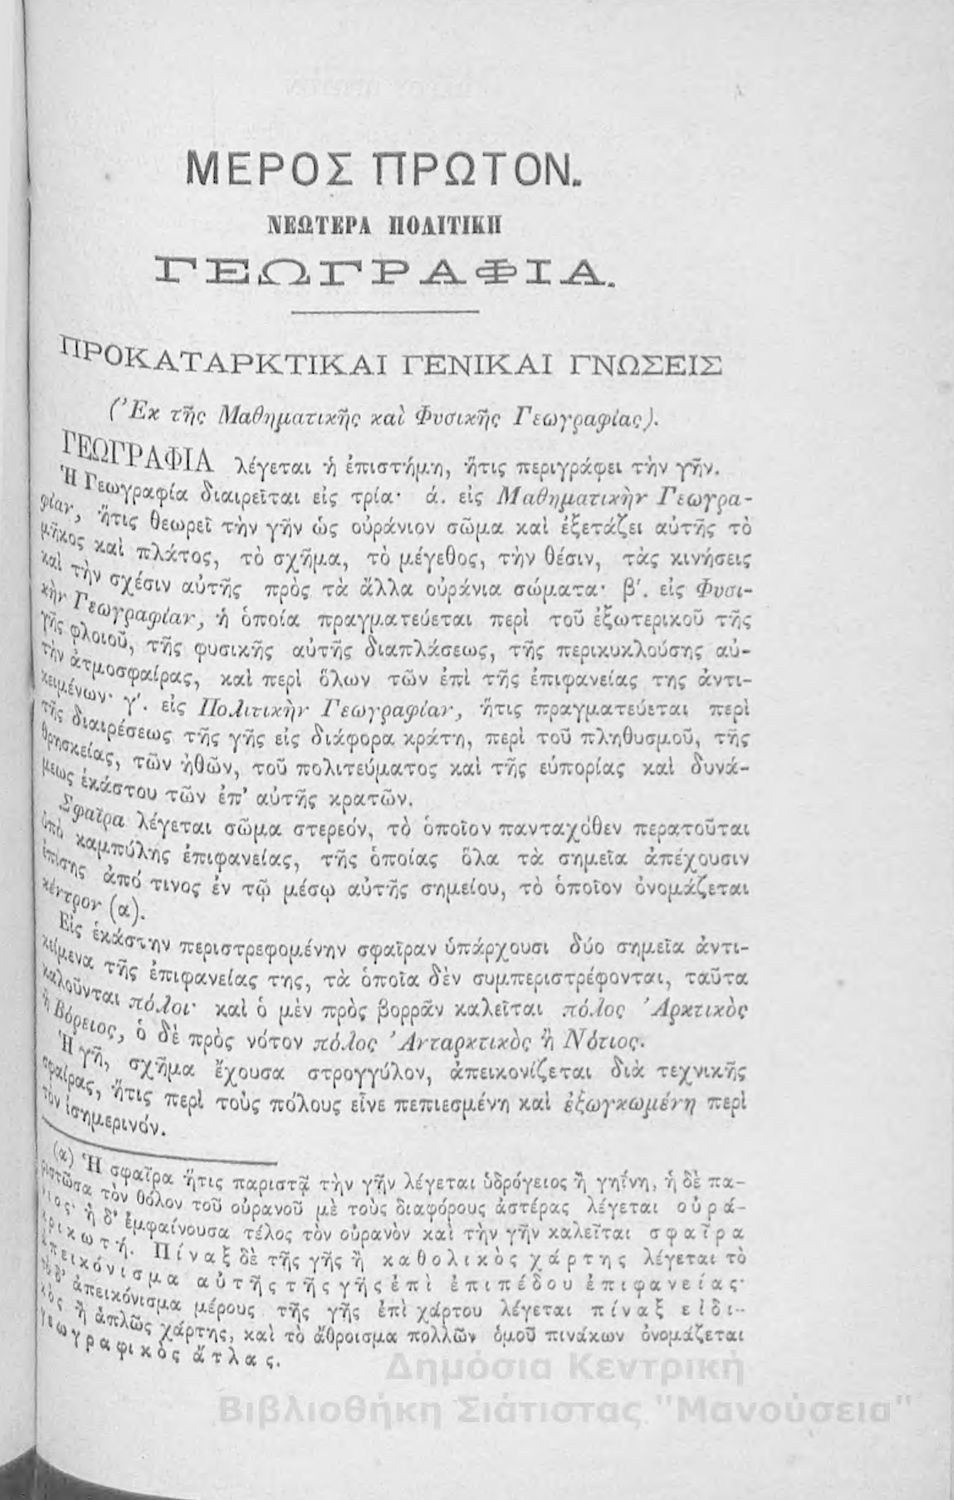 ΜΕΡΟΣ ΠΡΩΤΟΝ.
ΝΕΩΤΕΡΑ ΠΟΛΙΤΙΚΗ
ΓΕΩΓΡΑΦΙΑ.
ΠΡΟΚΑΤΑΡΚΤΙΚΑΙ ΓΕΝΙΚΑΙ ΓΝΩΣΕΙΣ
(Ἐκ τῆς Μαθηματικῆς καὶ Φυσικῆς Γεωγραφίας).
ΓΕΩΓΡΑΦΙΑ λέγεται ἡ ἐπιστήμη, ἥτις περιγράφει τὴν γῆν.
Ἡ Γεωγραφία διαιρεῖται εἰς τρία· ά. εἰς Μαθηματικὴν Γεωγρα-
φίαν, ἥτις θεωρεῖ τὴν γῆν ὡς οὐράνιον σῶμα καὶ ἐξετάζει αὐτῆς τὸ
μῆκος καὶ πλάτος, τὸ σχῆμα, τὸ μέγεθος, τὴν θέσιν, τὰς κινήσεις
καὶ τὴν σχέσιν αὐτῆς πρὸς τὰ ἄλλα οὐράνια σώματα· β΄. εἰς Φυσι-
κὴν Γεωγραφίαν, ἡ ὁποία πραγματεύεται περὶ τοῦ ἐξωτερικοῦ τῆς
γῆς φλοιοῦ, τῆς φυσικῆς αὐτῆς διαπλάσεως, τῆς περικυκλούσης αὐ-
τὴν ἀτμοσφαίρας, καὶ περὶ ὅλων τῶν ἐπὶ τῆς ἐπιφανείας της ἀντι-
κειμένων· γ΄. εἰς Πολιτικὴν Γεωγραφίαν, ἥτις πραγματεύεται περὶ
τῆς διαιρέσεως τῆς γῆς εἰς διάφορα κράτη, περὶ τοῦ πληθυσμοῦ, τῆς
θρησκείας, τῶν ἠθῶν, τοῦ πολιτεύματος καὶ τῆς εὐπορίας καὶ δυνά-
μεως ἑκάστου τῶν ἐπ' αὐτῆς κρατῶν.
Σφαῖρα λέγεται σῶμα στερεόν, τὸ ὁποῖον πανταχόθεν περατοῦται
ὑπὸ καμπύλης ἐπιφανείας, τῆς ὁποίας ὅλα τὰ σημεῖα ἀπέχουσιν
ἐπίσης ἀπό τινος ἐν τῷ μέσῳ αὐτῆς σημείου, τὸ ὁποῖον ὀνομάζεται
κέντρον (α).
Εἰς ἑκάστην περιστρεφομένην σφαῖραν ὑπάρχουσι δύο σημεῖα ἀντι-
κείμενα τῆς ἐπιφανείας της, τὰ ὁποῖα δὲν συμπεριστρέφονται, ταῦτα
καλοῦνται πόλοι· καὶ ὁ μὲν πρὸς βορρᾶν καλεῖται πόλος Ἀρκτικὸς
ἢ Βόρειος, ὁ δὲ πρὸς νότον πόλος Ἀνταρκτικὸς ἢ Νότιος.
Ἡ γῆ, σχῆμα ἔχουσα στρογγύλον, ἀπεικονίζεται διὰ τεχνικῆς
σφαίρας, ἥτις περὶ τοὺς πόλους εἶνε πεπιεσμένη καὶ ἐξωγκωμένη περὶ
τὸν ἰσημερινόν.
(α) Ἡ σφαῖρα ἥτις παριστᾷ τὴν γῆν λέγεται ὑδρόγειος ἢ γηΐνη, ἡ δὲ πα-
ριστῶσα τὸν θόλον τοῦ οὐρανοῦ μὲ τοὺς διαφόρους ἀστέρας λέγεται οὐρά-
νιος· ἡ δ' ἐμφαίνουσα τέλος τὸν οὐρανὸν καὶ τὴν γῆν καλεῖται σφαῖρα
κρικωτή. Πίναξ δὲ τῆς γῆς ἢ καθολικὸς χάρτης λέγεται τὸ
ἀπεικόνισμα αὐτῆς τῆς γῆς ἐπὶ ἐπιπέδου ἐπιφανείας·
τὸ δ' ἀπεικόνισμα μέρους τῆς γῆς ἐπὶ χάρτου λέγεται πίναξ εἰδι-
κὸς ἢ ἁπλῶς χάρτης, καὶ τὸ ἄθροισμα πολλῶν ὁμοῦ πινάκων ὀνομάζεται
γεωγραφικὸς ἄτλας.
Δημόσια Κεντρική
Βιβλιοθήκη Σιάτιστας "Μανούσεια"